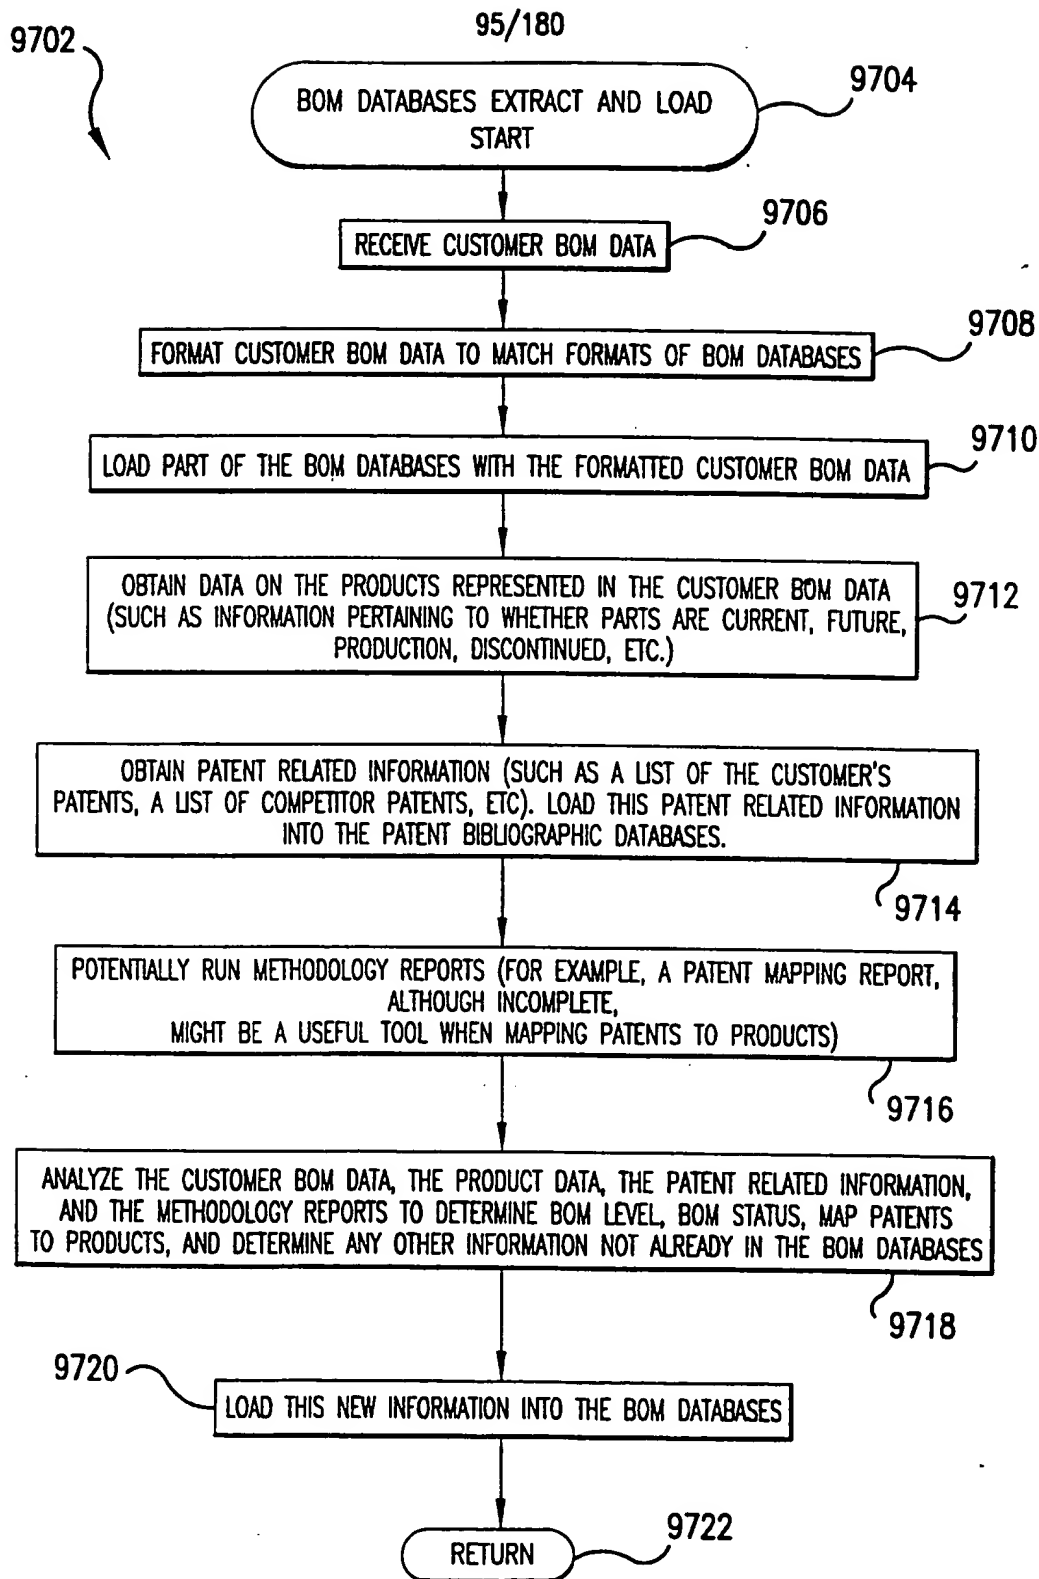 95/180
9702
BOM DATABASES EXTRACT AND LOAD
START
9704
RECEIVE CUSTOMER BOM DATA
9706
FORMAT CUSTOMER BOM DATA TO MATCH FORMATS OF BOM DATABASES
9708
LOAD PART OF THE BOM DATABASES WITH THE FORMATTED CUSTOMER BOM DATA
9710
OBTAIN DATA ON THE PRODUCTS REPRESENTED IN THE CUSTOMER BOM DATA
(SUCH AS INFORMATION PERTAINING TO WHETHER PARTS ARE CURRENT, FUTURE,
PRODUCTION, DISCONTINUED, ETC.)
9712
OBTAIN PATENT RELATED INFORMATION (SUCH AS A LIST OF THE CUSTOMER'S
PATENTS, A LIST OF COMPETITOR PATENTS, ETC). LOAD THIS PATENT RELATED INFORMATION
INTO THE PATENT BIBLIOGRAPHIC DATABASES.
9714
POTENTIALLY RUN METHODOLOGY REPORTS (FOR EXAMPLE, A PATENT MAPPING REPORT,
ALTHOUGH INCOMPLETE,
MIGHT BE A USEFUL TOOL WHEN MAPPING PATENTS TO PRODUCTS)
9716
ANALYZE THE CUSTOMER BOM DATA, THE PRODUCT DATA, THE PATENT RELATED INFORMATION,
AND THE METHODOLOGY REPORTS TO DETERMINE BOM LEVEL, BOM STATUS, MAP PATENTS
TO PRODUCTS, AND DETERMINE ANY OTHER INFORMATION NOT ALREADY IN THE BOM DATABASES
9718
9720
LOAD THIS NEW INFORMATION INTO THE BOM DATABASES
RETURN
9722